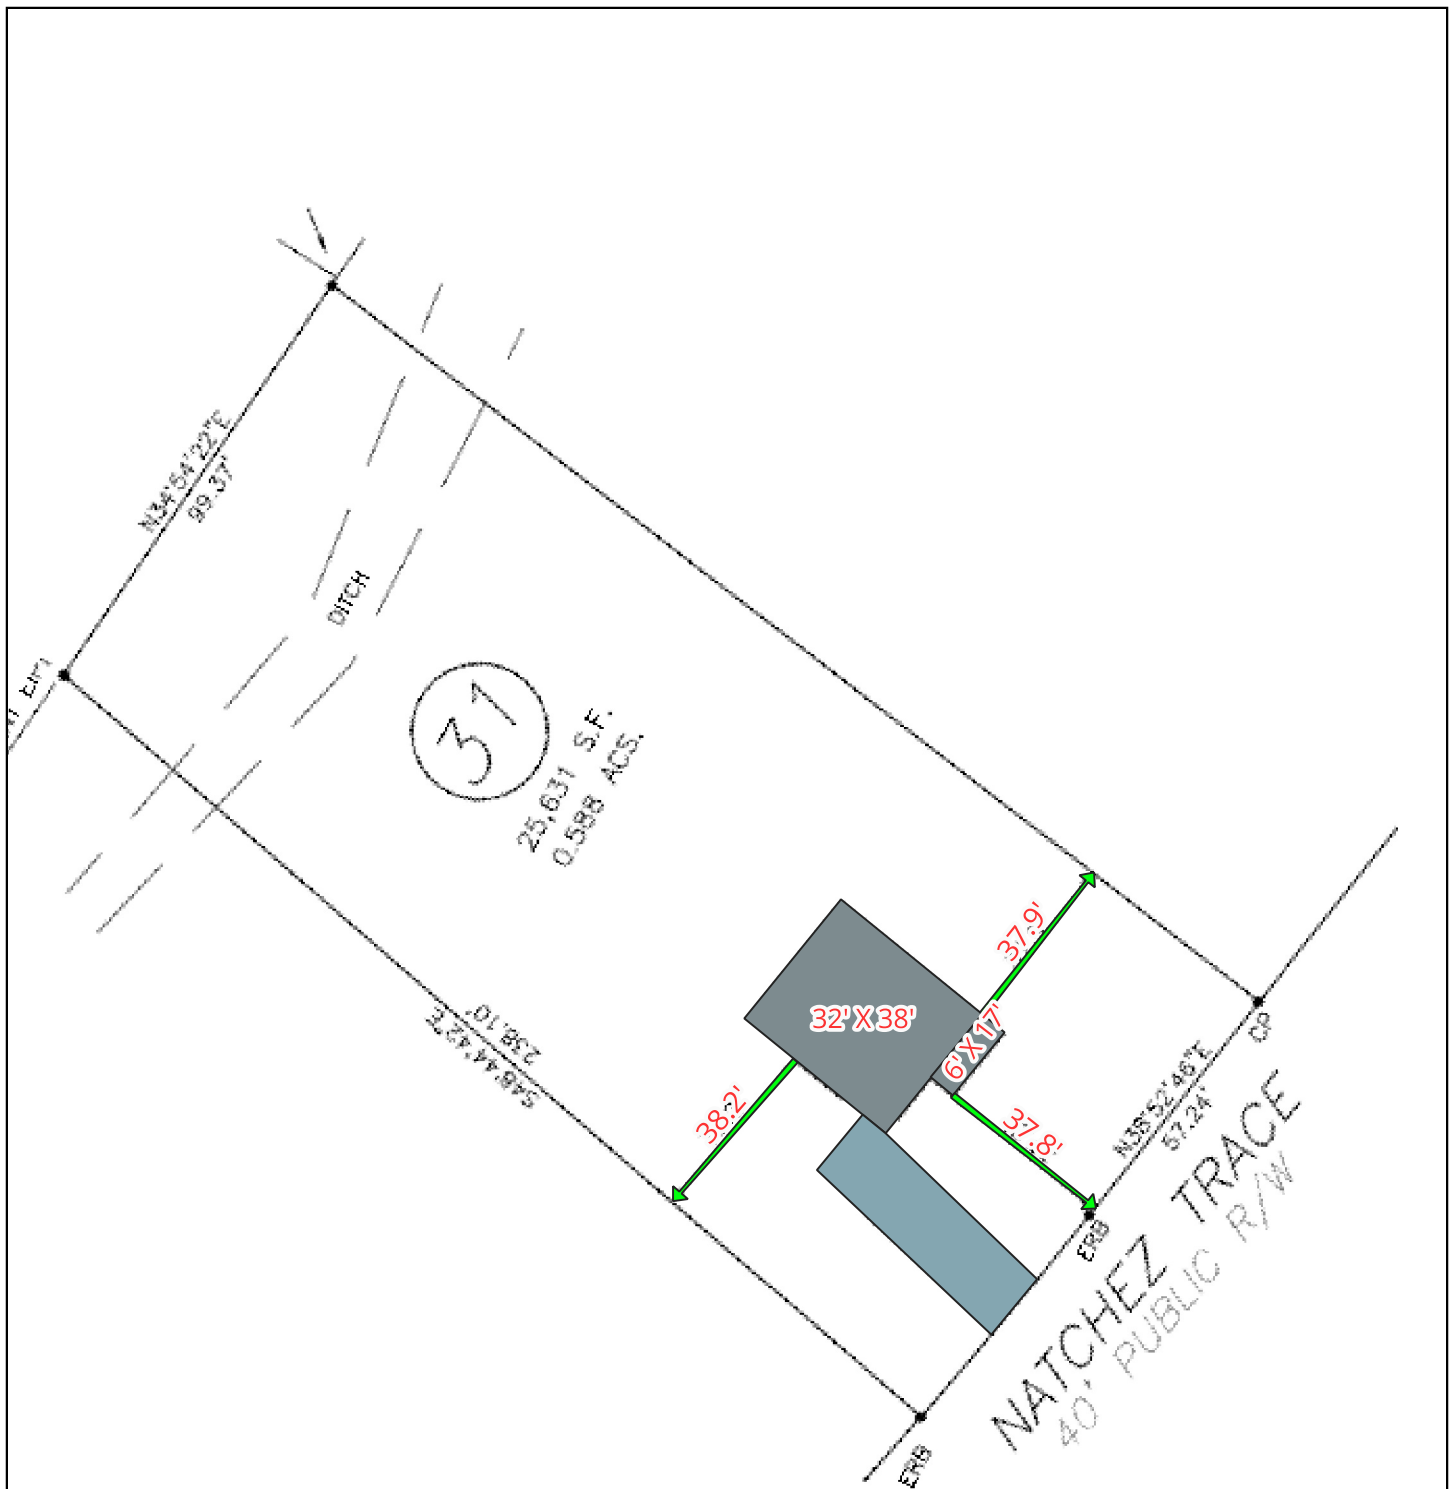 N34°54'22"E
99.37'
DITCH
31
25,631 S.F.
0.588 ACS.
37.9'
32' X 38'
6' X 17'
38.2'
37.8'
238.10'
S48°44'42"E
CP
N38°52'46"E
57.24'
ERB
NATCHEZ TRACE
40' PUBLIC R/W
ERB